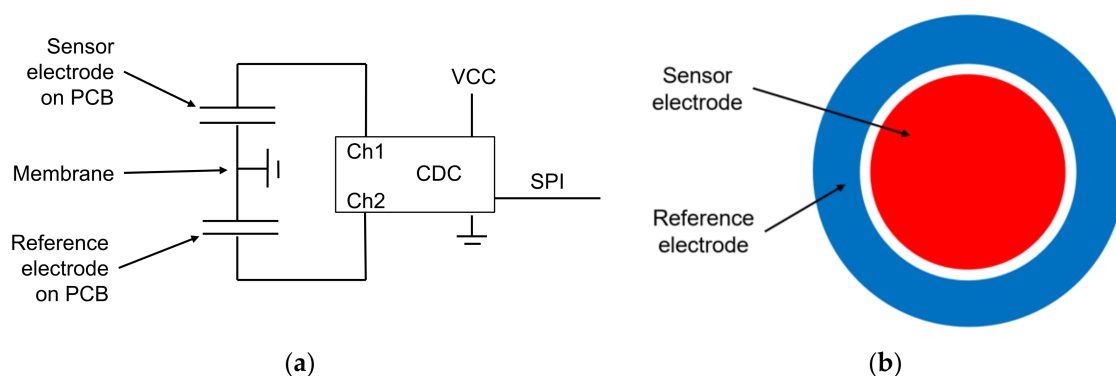 Sensor
electrode
on PCB
Membrane
Reference
electrode
on PCB
VCC
Ch1
CDC
Ch2
SPI
(a)
Sensor
electrode
Reference
electrode
(b)